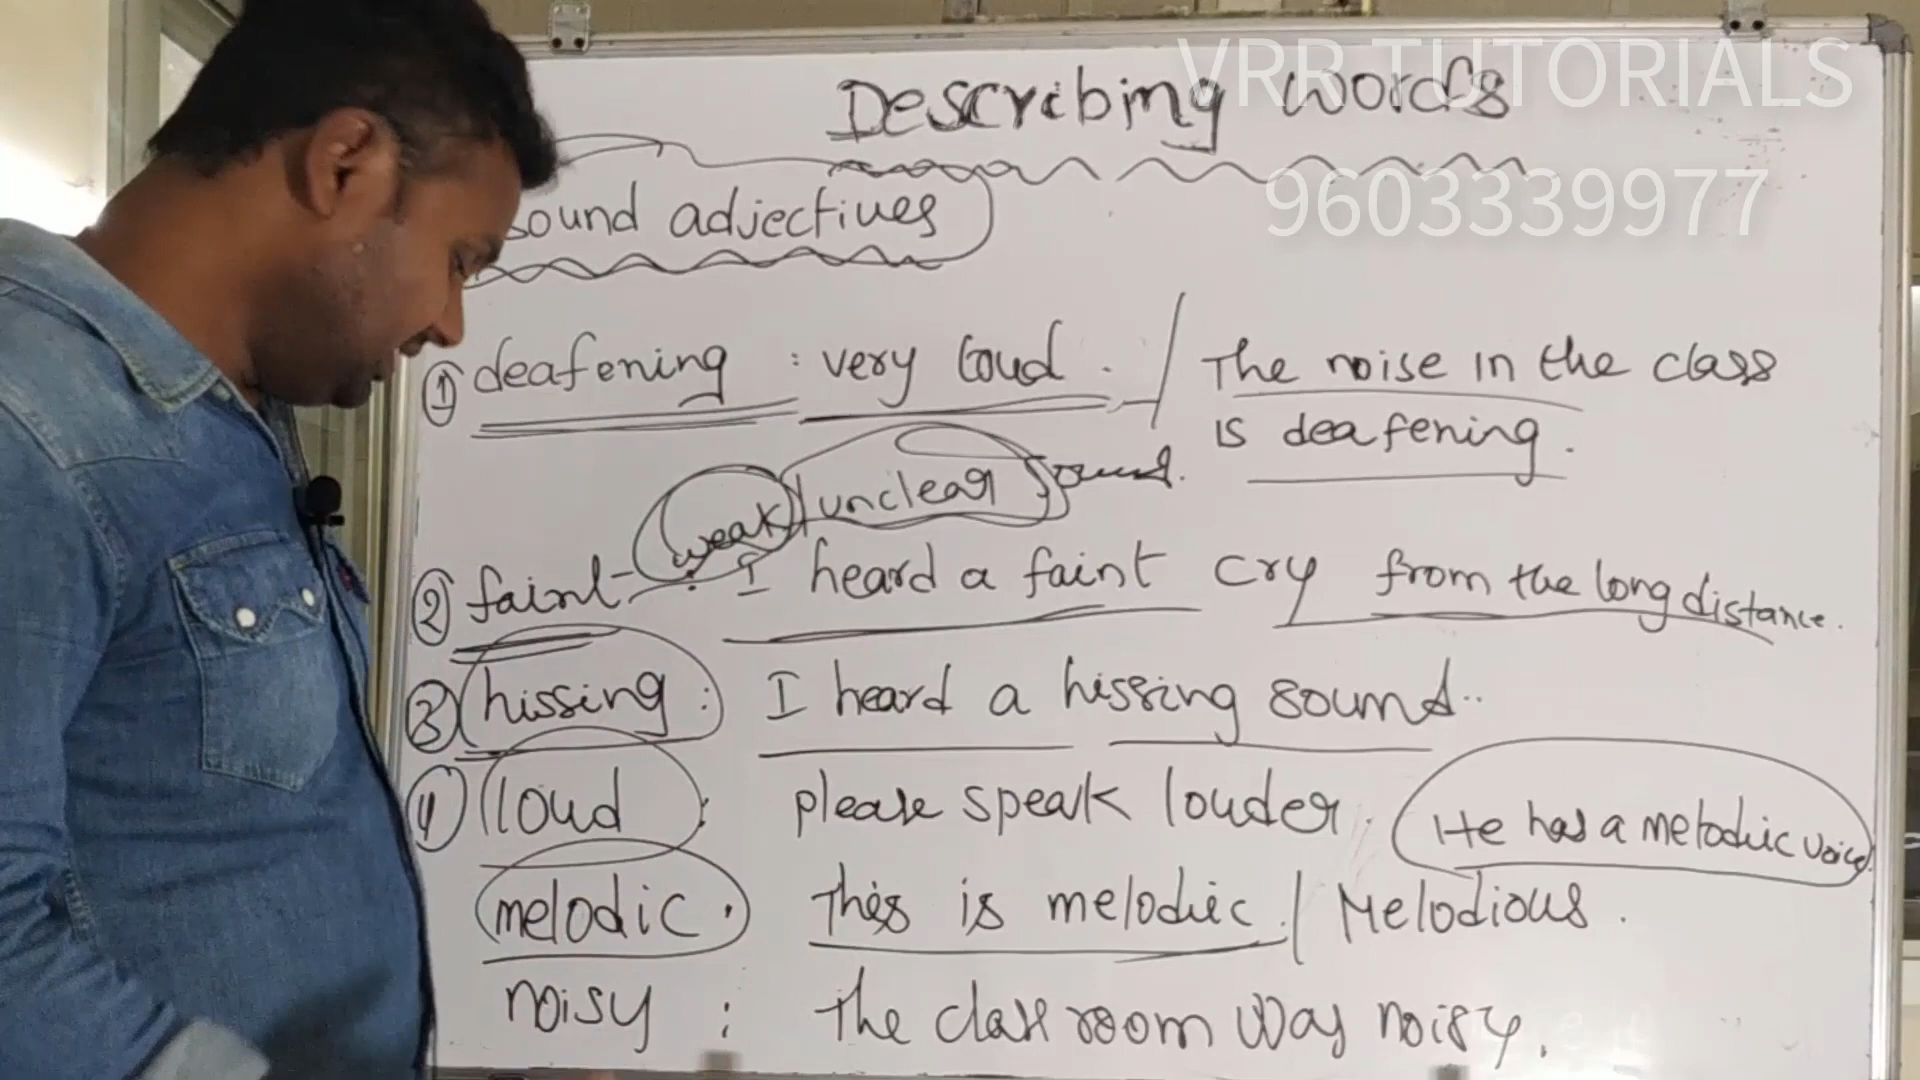 VRR TUTORIALS
Describing words
9603339977
sound adjectives
① deafening : very loud . / The noise in the class
is deafening.
weak/unclear sound.
② faint - I heard a faint cry from the long distance.
③ hissing : I heard a hissing sound..
④ loud : please speak louder.
He has a melodic voice.
melodic . This is melodic . / Melodious .
noisy : The class room was noisy.